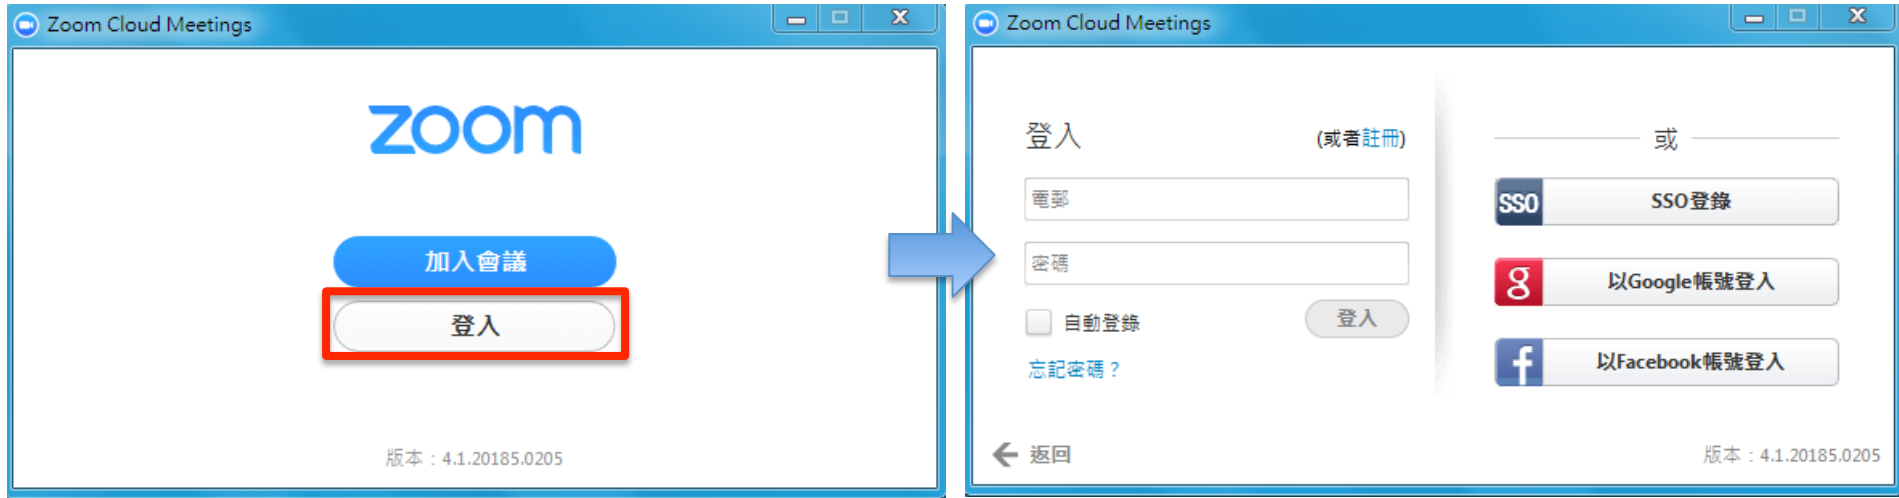 Zoom Cloud Meetings
zoom
加入會議
登入
版本：4.1.20185.0205
Zoom Cloud Meetings
登入 (或者註冊)
電郵
密碼
自動登錄 登入
忘記密碼？
返回
或
SSO SSO登錄
g 以Google帳號登入
f 以Facebook帳號登入
版本：4.1.20185.0205